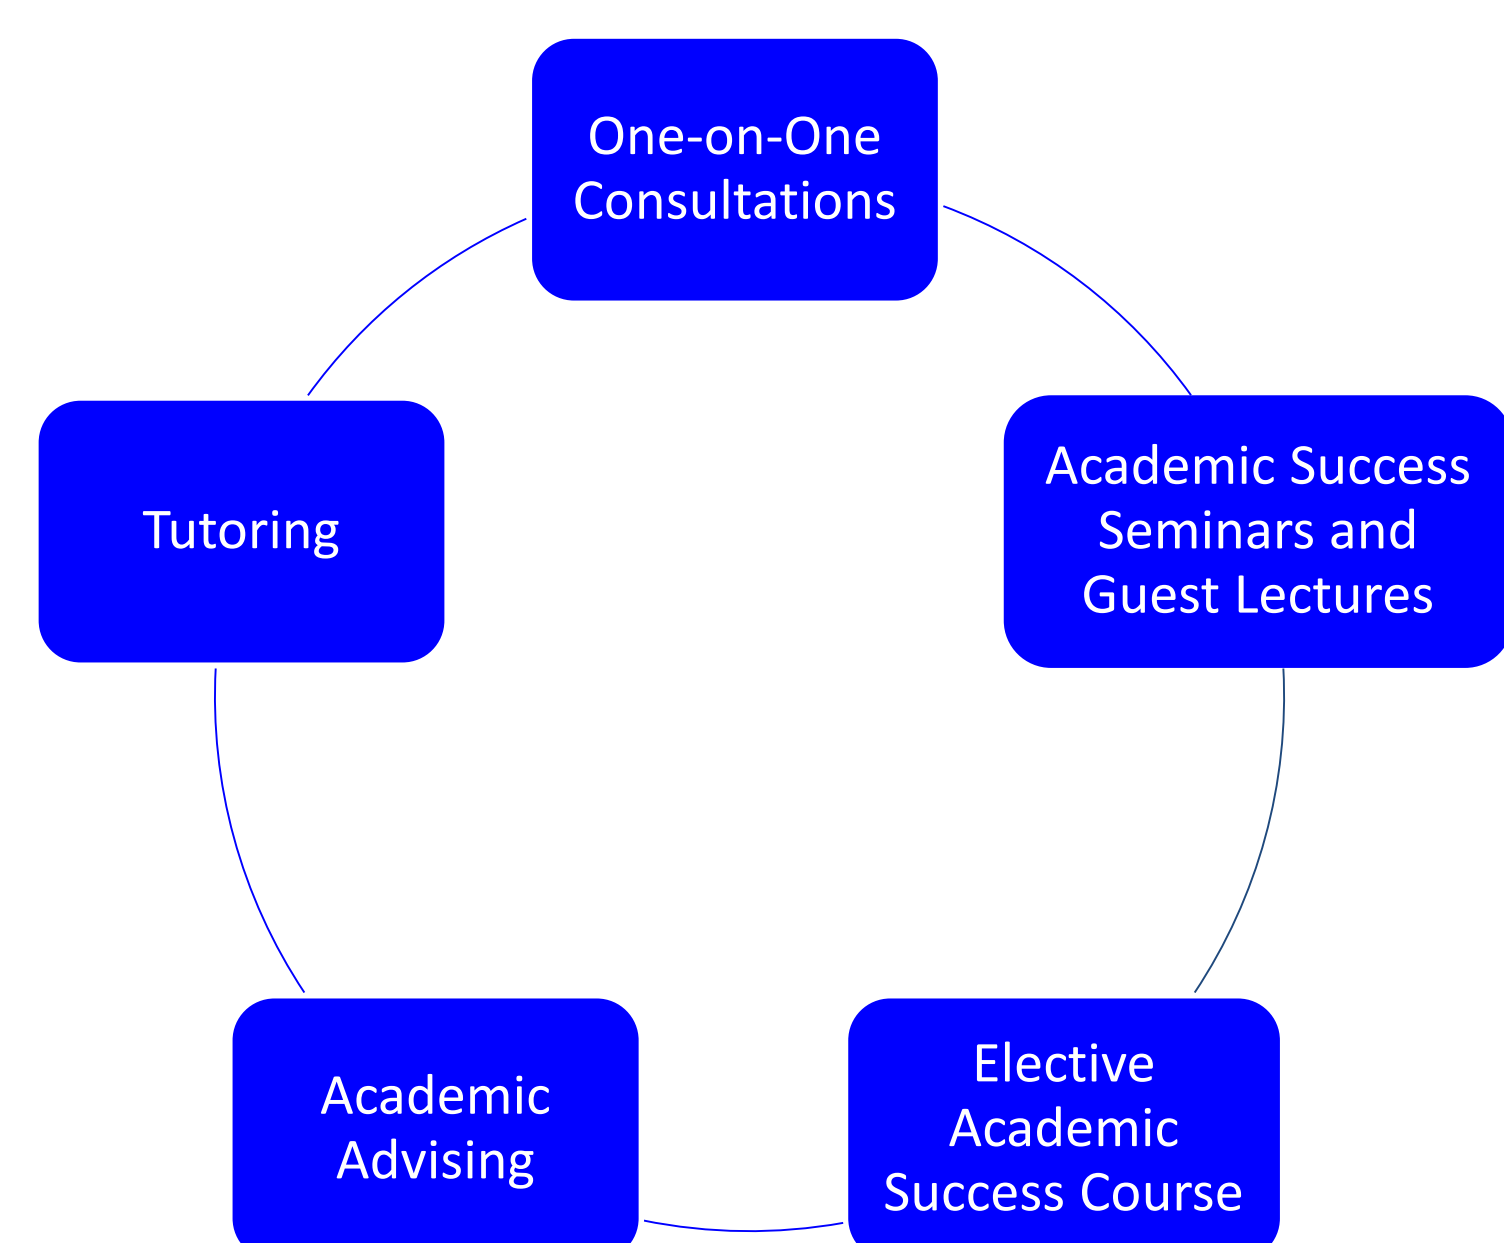 One-on-One
Consultations
Academic Success
Seminars and
Guest Lectures
Elective
Academic
Success Course
Academic
Advising
Tutoring